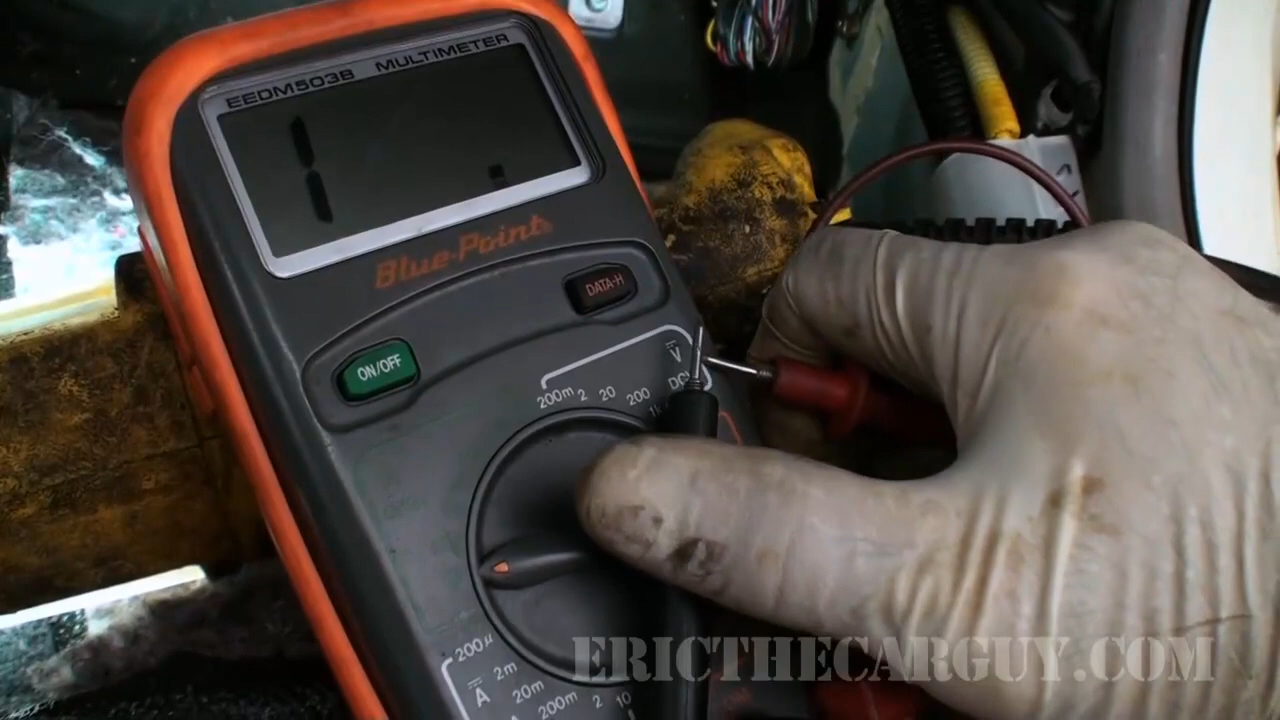 EEDM503B MULTIMETER
1 .
Blue-Point
DATA-H
ON/OFF
V
200m 2 20 200
200µ
2m
A 20m
200m 2 10
ERICTHECARGUY.COM